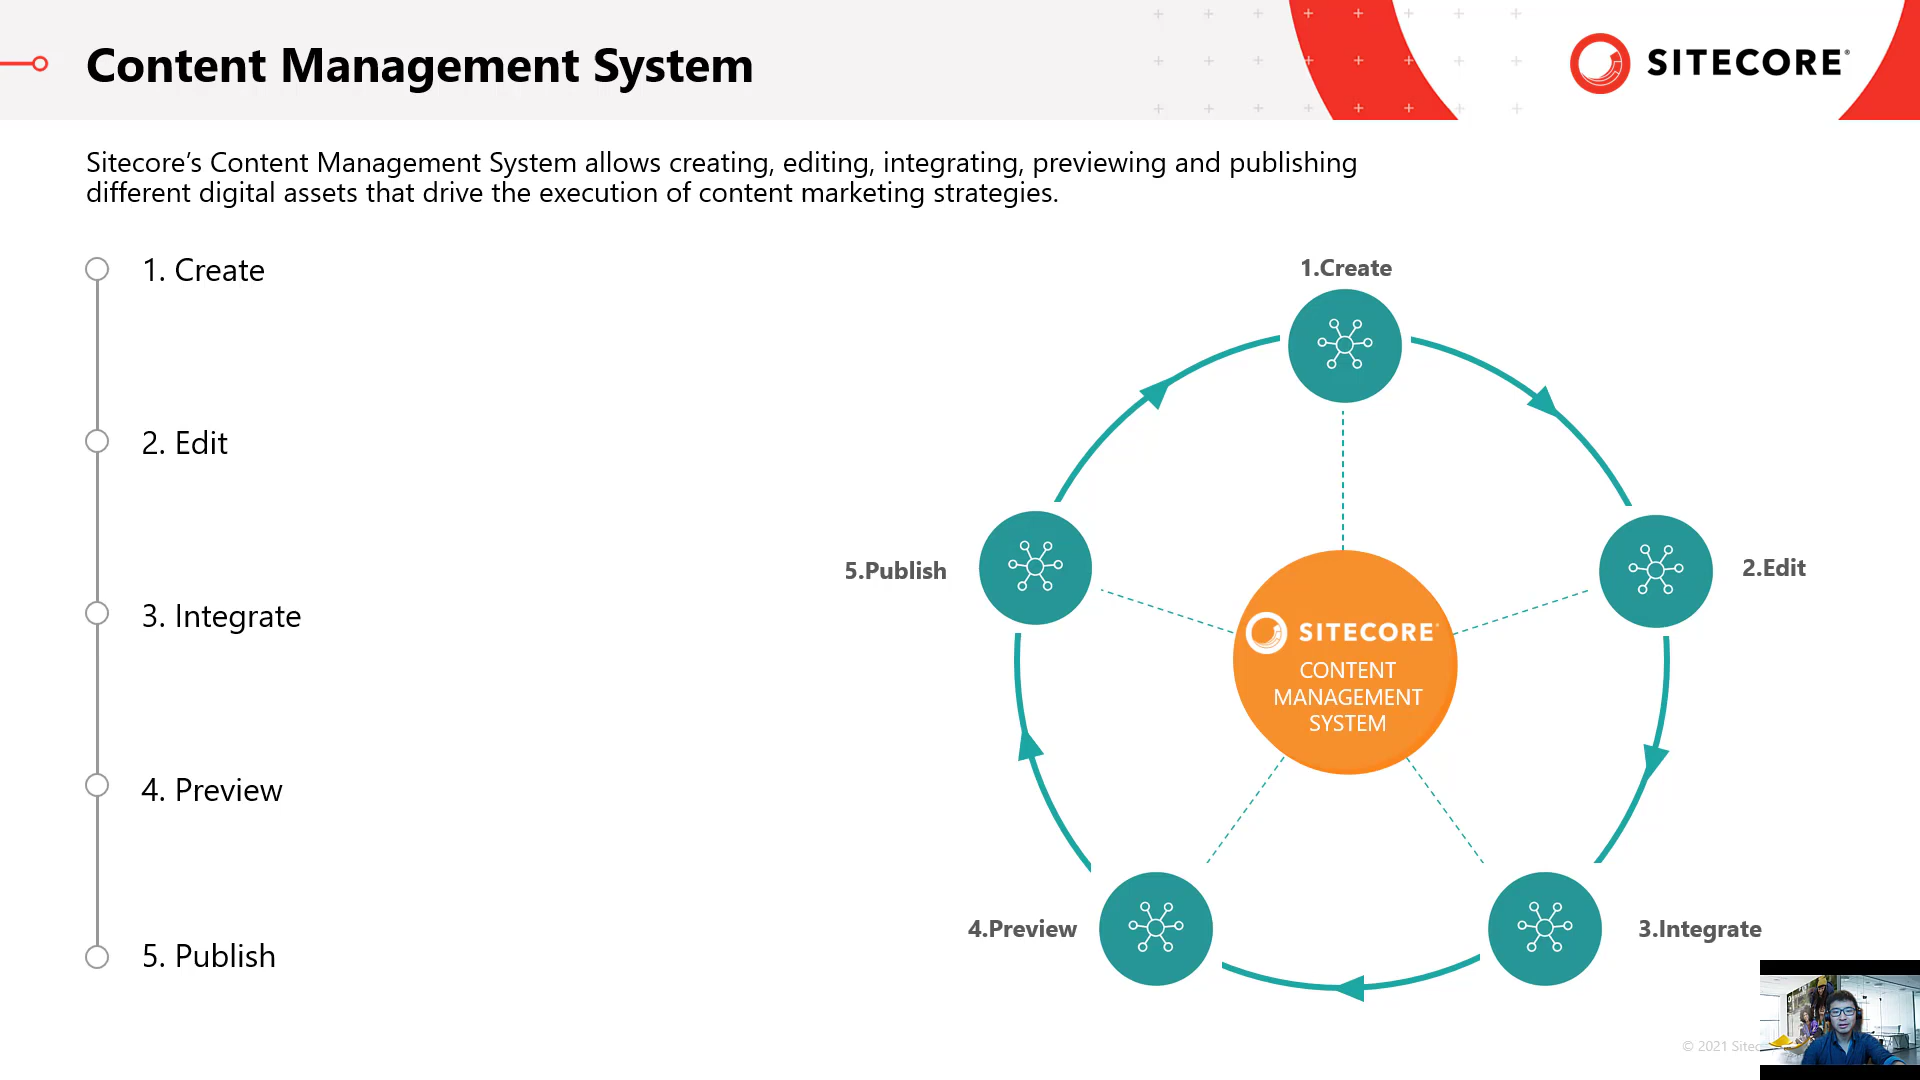 Content Management System
SITECORE®
Sitecore’s Content Management System allows creating, editing, integrating, previewing and publishing
different digital assets that drive the execution of content marketing strategies.
1. Create
2. Edit
3. Integrate
4. Preview
5. Publish
1.Create
5.Publish
2.Edit
SITECORE
CONTENT
MANAGEMENT
SYSTEM
4.Preview
3.Integrate
© 2021